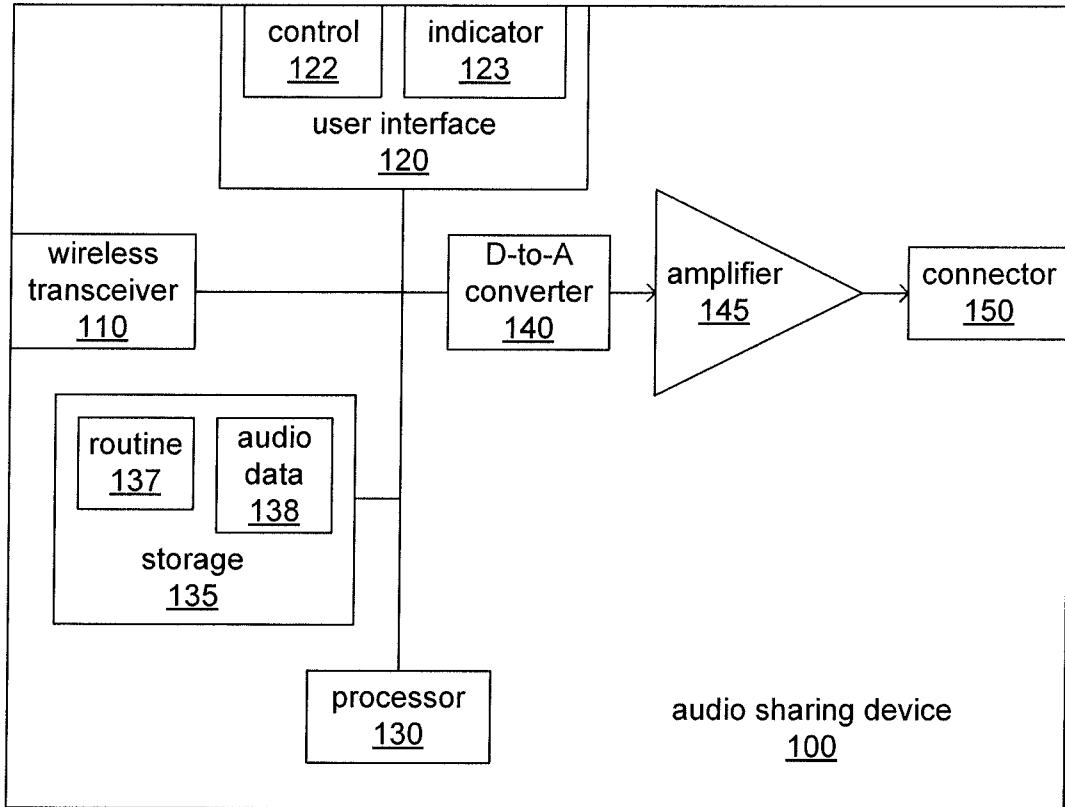 control
122
indicator
123
user interface
120
wireless
transceiver
110
D-to-A
converter
140
amplifier
145
connector
150
routine
137
audio
data
138
storage
135
processor
130
audio sharing device
100